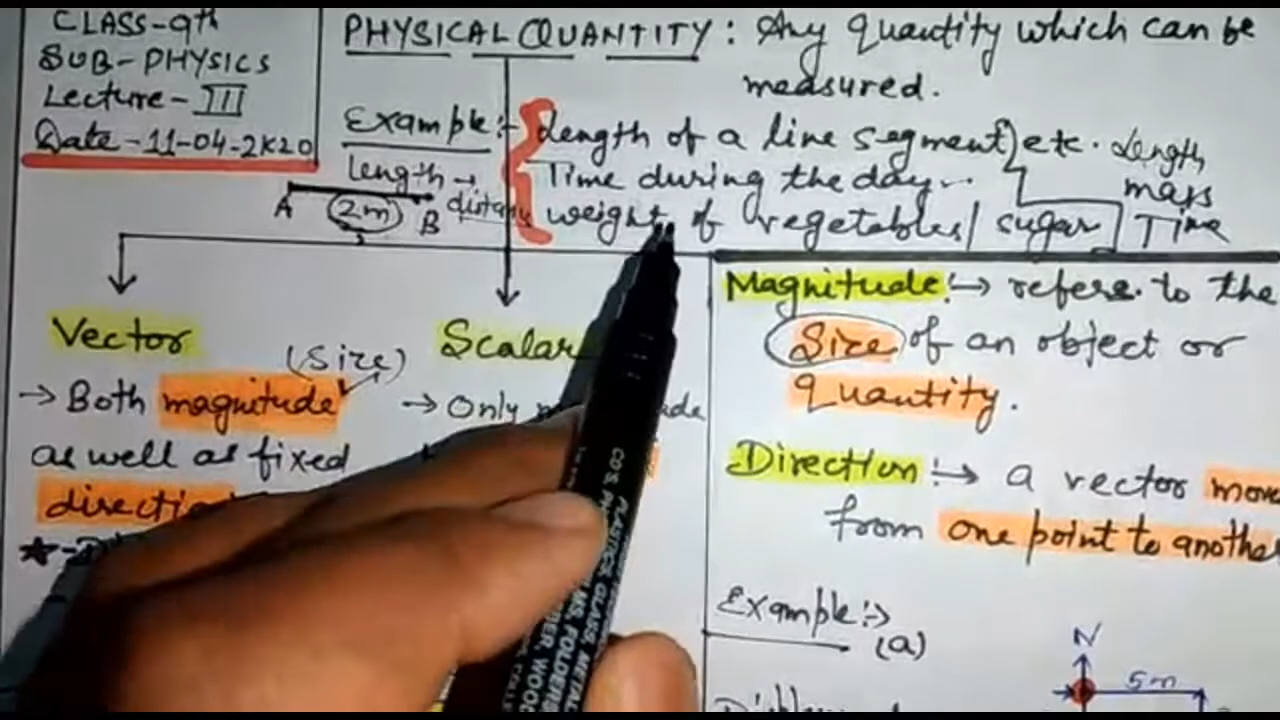 CLASS-9th
SUB-PHYSICS
Lecture-III
Date-11-04-2K20
PHYSICAL QUANTITY: Any quantity which can be
measured.
Example:- Length of a line segment etc. Length
Time during the day.. mass
weight of vegetables/ sugar Time
length→
A 2m B
Vector
(Size)
→ Both magnitude
as well as fixed
Scalar
→ Only
Magnitude:→ refers to the
Size of an object or
quantity.
Direction:→ a vector
from one point to another
Example:→
(a)
N
5m